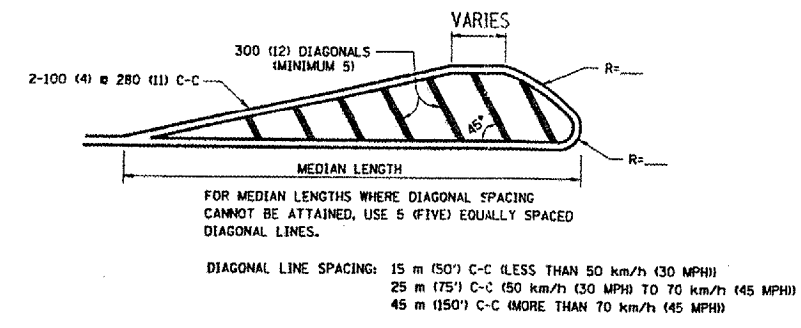 VARIES
300 (12) DIAGONALS
(MINIMUM 5)
2-100 (4) @ 280 (11) C-C
R=___
45°
R=___
MEDIAN LENGTH
FOR MEDIAN LENGTHS WHERE DIAGONAL SPACING
CANNOT BE ATTAINED, USE 5 (FIVE) EQUALLY SPACED
DIAGONAL LINES.
DIAGONAL LINE SPACING: 15 m (50') C-C (LESS THAN 50 km/h (30 MPH))
25 m (75') C-C (50 km/h (30 MPH) TO 70 km/h (45 MPH))
45 m (150') C-C (MORE THAN 70 km/h (45 MPH))